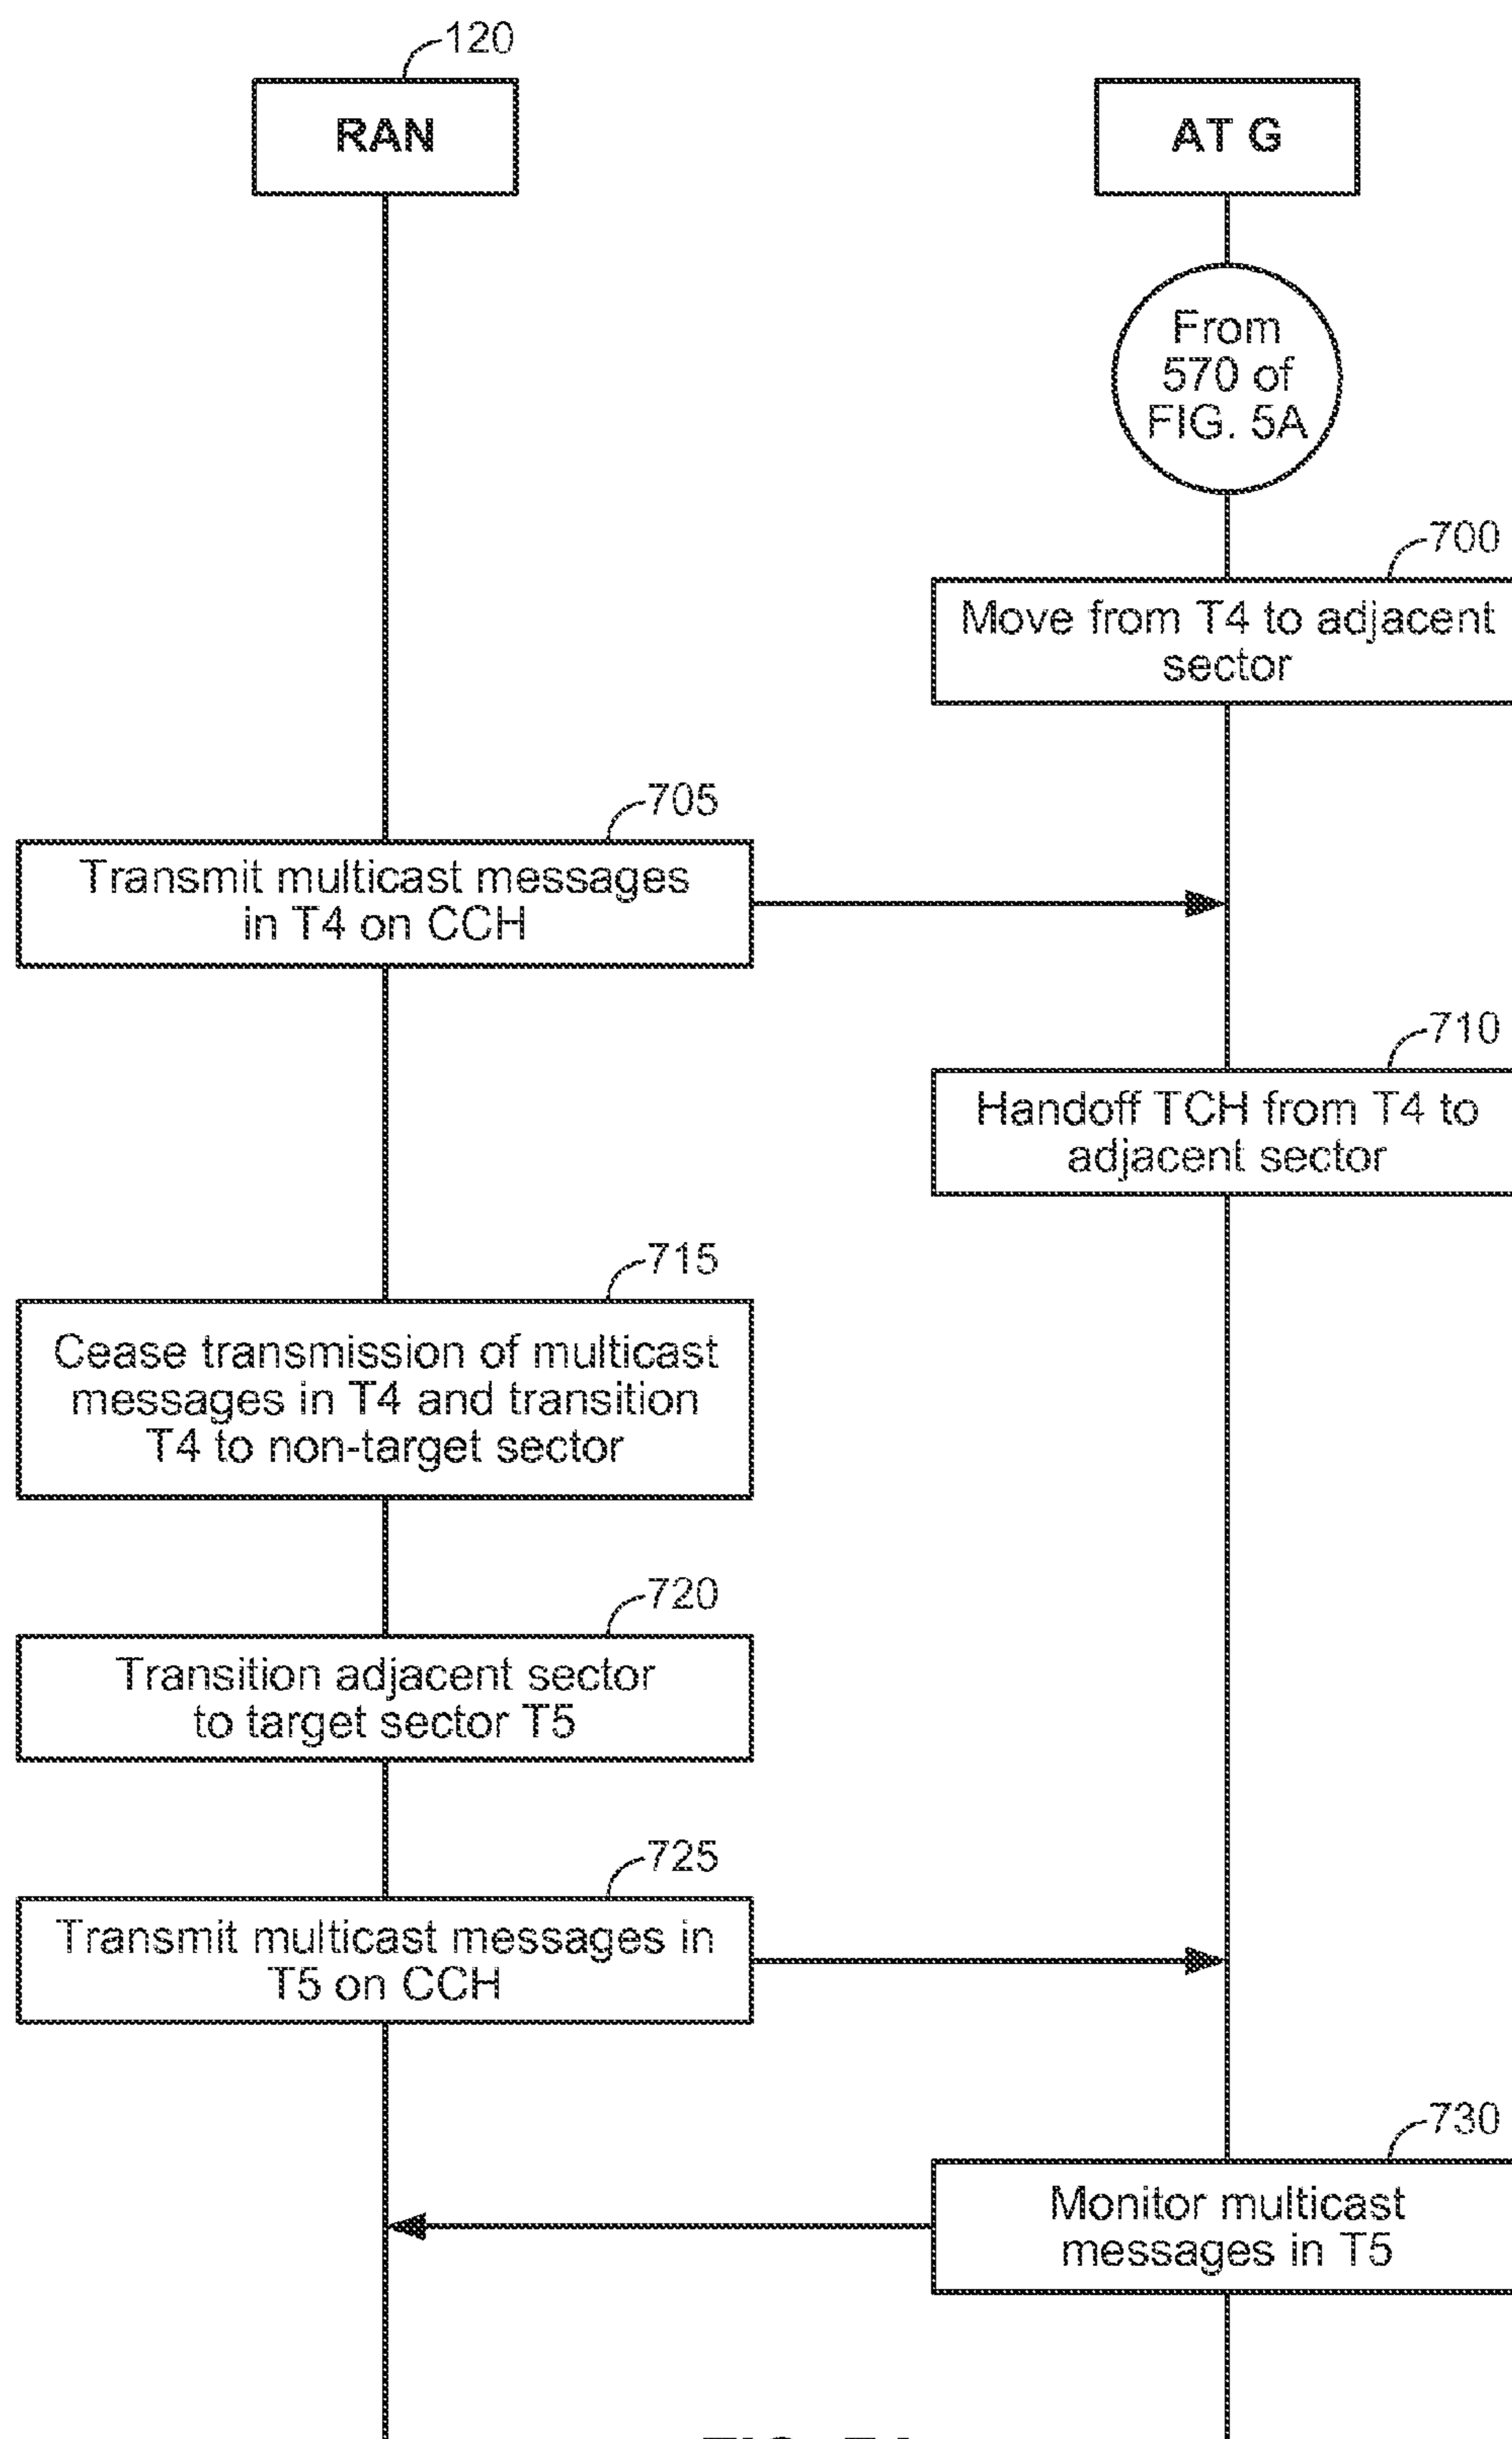 120
RAN
AT G
From
570 of
FIG. 5A
700
Move from T4 to adjacent
sector
705
Transmit multicast messages
in T4 on CCH
710
Handoff TCH from T4 to
adjacent sector
715
Cease transmission of multicast
messages in T4 and transition
T4 to non-target sector
720
Transition adjacent sector
to target sector T5
725
Transmit multicast messages in
T5 on CCH
730
Monitor multicast
messages in T5